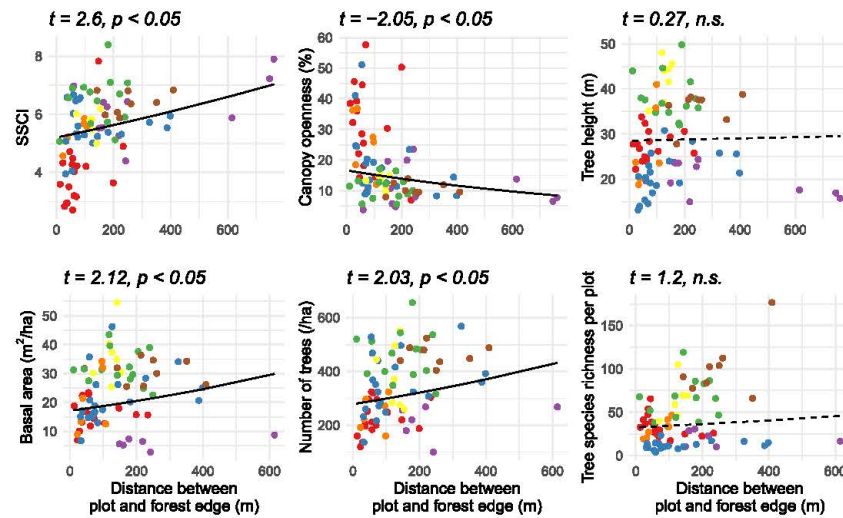 t = 2.6, p < 0.05
SSCI
8
6
4
0
200
400
600
t = −2.05, p < 0.05
Canopy openness (%)
60
50
40
30
20
10
0
200
400
600
t = 0.27, n.s.
Tree height (m)
50
40
30
20
0
200
400
600
t = 2.12, p < 0.05
Basal area (m²/ha)
50
40
30
20
10
0
200
400
600
Distance between
plot and forest edge (m)
t = 2.03, p < 0.05
Number of trees (/ha)
600
400
200
0
200
400
600
Distance between
plot and forest edge (m)
t = 1.2, n.s.
Tree species richness per plot
150
100
50
0
0
200
400
600
Distance between
plot and forest edge (m)